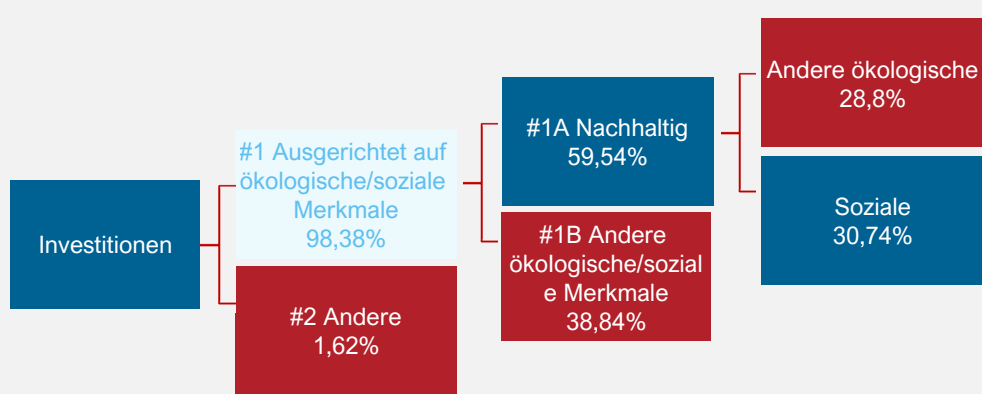 Investitionen
#1 Ausgerichtet auf
ökologische/soziale
Merkmale
98,38%
#2 Andere
1,62%
#1A Nachhaltig
59,54%
#1B Andere
ökologische/sozial
e Merkmale
38,84%
Andere ökologische
28,8%
Soziale
30,74%